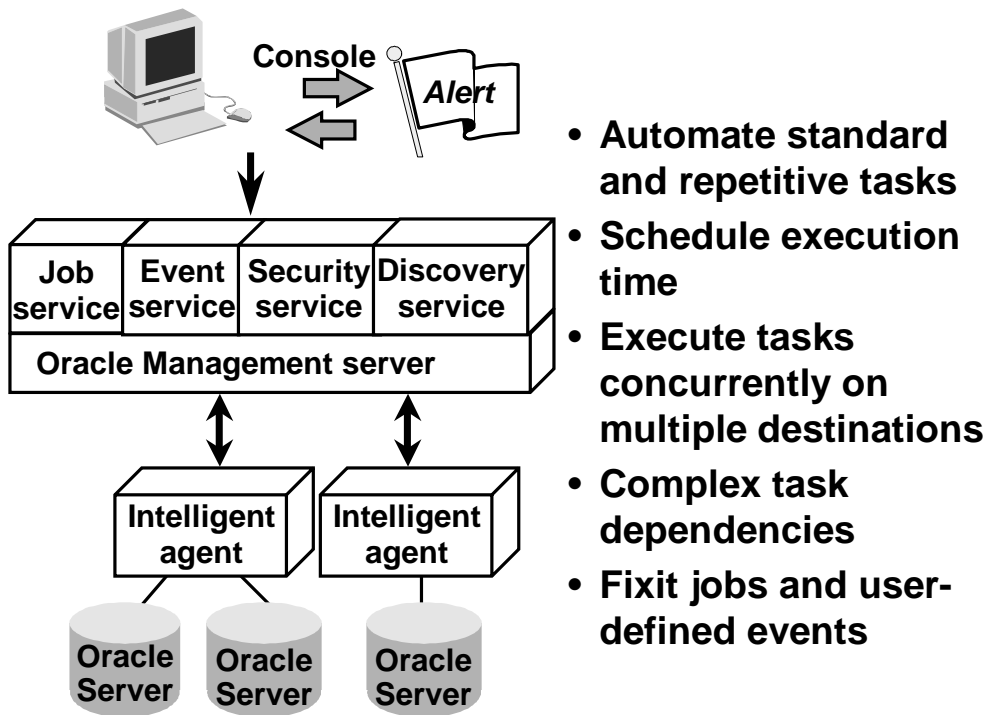 Console
Alert
Job
service
Event
service
Security
service
Discovery
service
Oracle Management server
Intelligent
agent
Intelligent
agent
Oracle
Server
Oracle
Server
Oracle
Server
• Automate standard
and repetitive tasks
• Schedule execution
time
• Execute tasks
concurrently on
multiple destinations
• Complex task
dependencies
• Fixit jobs and user-
defined events